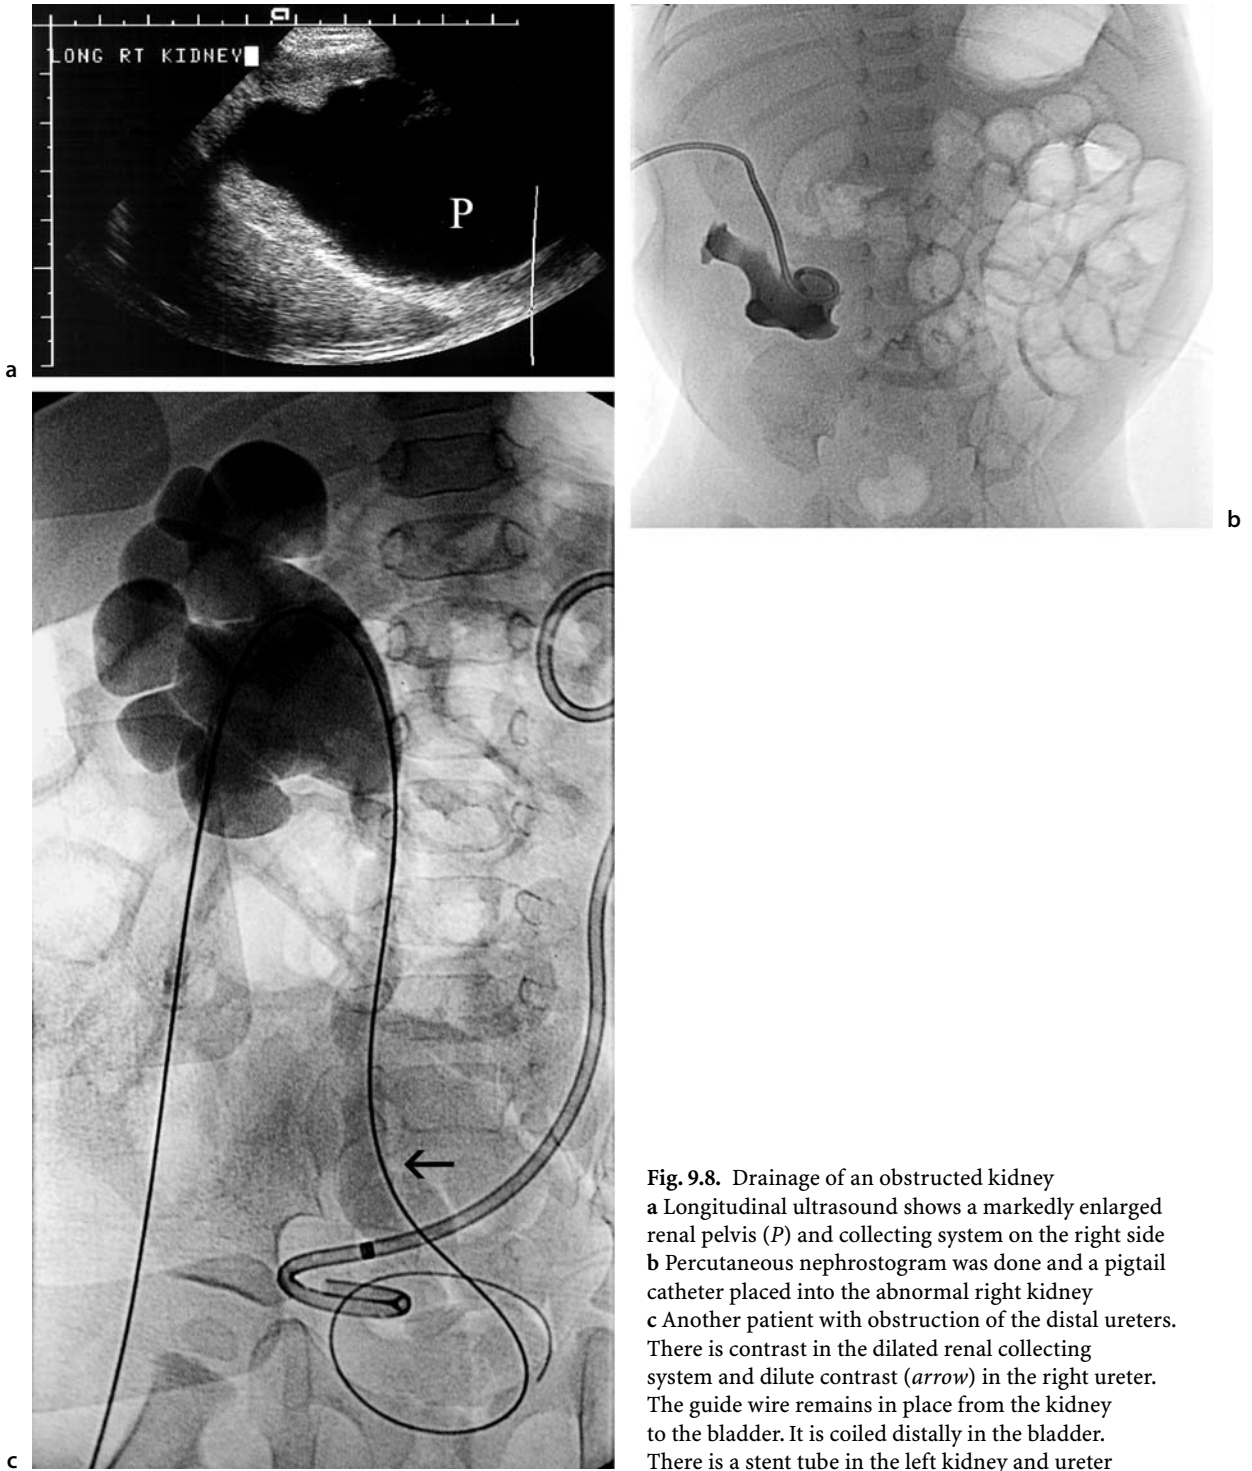 LONG RT KIDNEY
P
a
b
c
Fig. 9.8. Drainage of an obstructed kidney
a Longitudinal ultrasound shows a markedly enlarged
renal pelvis (P) and collecting system on the right side
b Percutaneous nephrostogram was done and a pigtail
catheter placed into the abnormal right kidney
c Another patient with obstruction of the distal ureters.
There is contrast in the dilated renal collecting
system and dilute contrast (arrow) in the right ureter.
The guide wire remains in place from the kidney
to the bladder. It is coiled distally in the bladder.
There is a stent tube in the left kidney and ureter